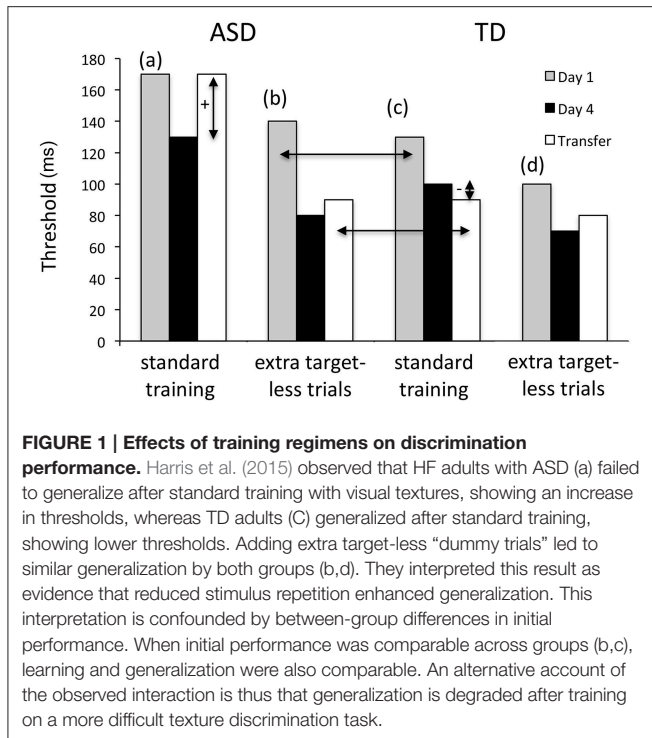 ASD TD
(a)
(b)
(c)
(d)
+
-
Day 1
Day 4
Transfer
Threshold (ms)
180
160
140
120
100
80
60
40
20
0
standard training
extra target-less trials
standard training
extra target-less trials
FIGURE 1 | Effects of training regimens on discrimination
performance. Harris et al. (2015) observed that HF adults with ASD (a) failed
to generalize after standard training with visual textures, showing an increase
in thresholds, whereas TD adults (C) generalized after standard training,
showing lower thresholds. Adding extra target-less “dummy trials” led to
similar generalization by both groups (b,d). They interpreted this result as
evidence that reduced stimulus repetition enhanced generalization. This
interpretation is confounded by between-group differences in initial
performance. When initial performance was comparable across groups (b,c),
learning and generalization were also comparable. An alternative account of
the observed interaction is thus that generalization is degraded after training
on a more difficult texture discrimination task.